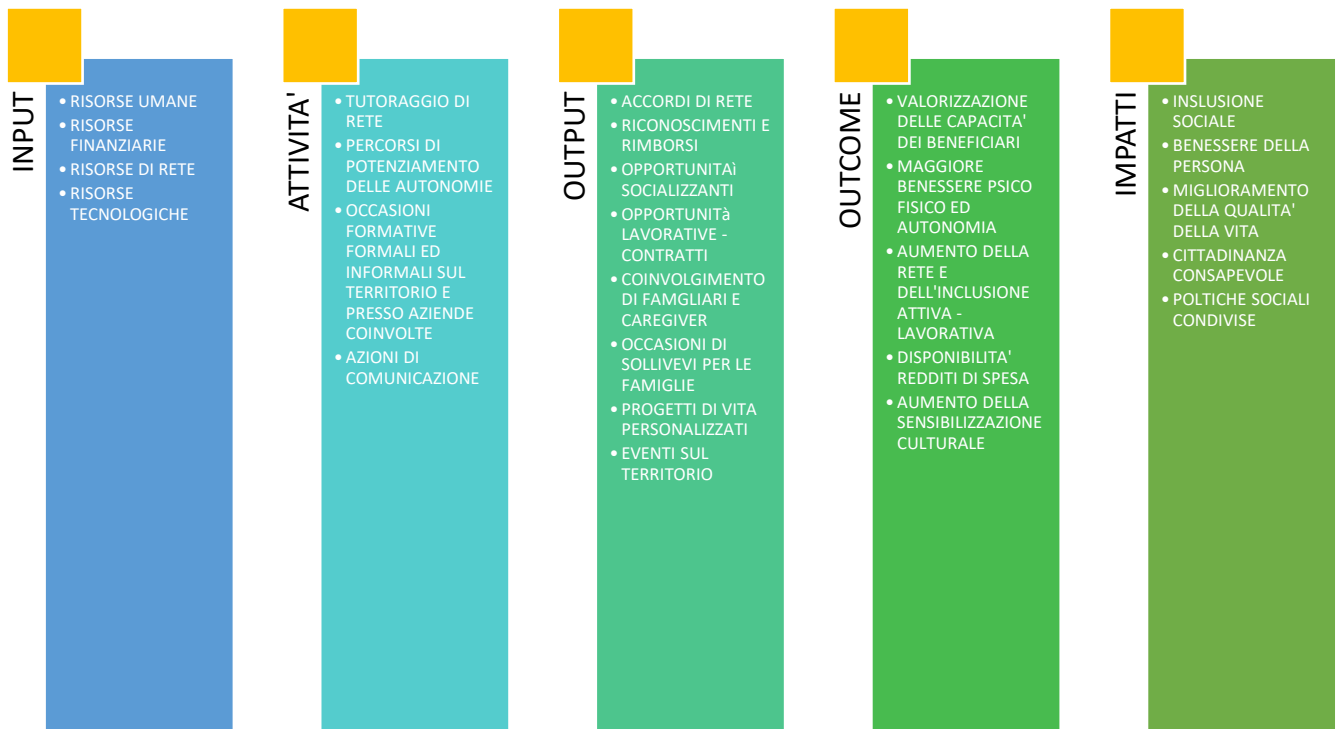 INPUT
• RISORSE UMANE
• RISORSE
FINANZIARIE
• RISORSE DI RETE
• RISORSE
TECNOLOGICHE
ATTIVITA'
• TUTORAGGIO DI
RETE
• PERCORSI DI
POTENZIAMENTO
DELLE AUTONOMIE
• OCCASIONI
FORMATIVE
FORMALI ED
INFORMALI SUL
TERRITORIO E
PRESSO AZIENDE
COINVOLTE
• AZIONI DI
COMUNICAZIONE
OUTPUT
• ACCORDI DI RETE
• RICONOSCIMENTI E
RIMBORSI
• OPPORTUNITAì
SOCIALIZZANTI
• OPPORTUNITà
LAVORATIVE -
CONTRATTI
• COINVOLGIMENTO
DI FAMGLIARI E
CAREGIVER
• OCCASIONI DI
SOLLIVEVI PER LE
FAMIGLIE
• PROGETTI DI VITA
PERSONALIZZATI
• EVENTI SUL
TERRITORIO
OUTCOME
• VALORIZZAZIONE
DELLE CAPACITA'
DEI BENEFICIARI
• MAGGIORE
BENESSERE PSICO
FISICO ED
AUTONOMIA
• AUMENTO DELLA
RETE E
DELL'INCLUSIONE
ATTIVA -
LAVORATIVA
• DISPONIBILITA'
REDDITI DI SPESA
• AUMENTO DELLA
SENSIBILIZZAZIONE
CULTURALE
IMPATTI
• INSLUSIONE
SOCIALE
• BENESSERE DELLA
PERSONA
• MIGLIORAMENTO
DELLA QUALITA'
DELLA VITA
• CITTADINANZA
CONSAPEVOLE
• POLTICHE SOCIALI
CONDIVISE